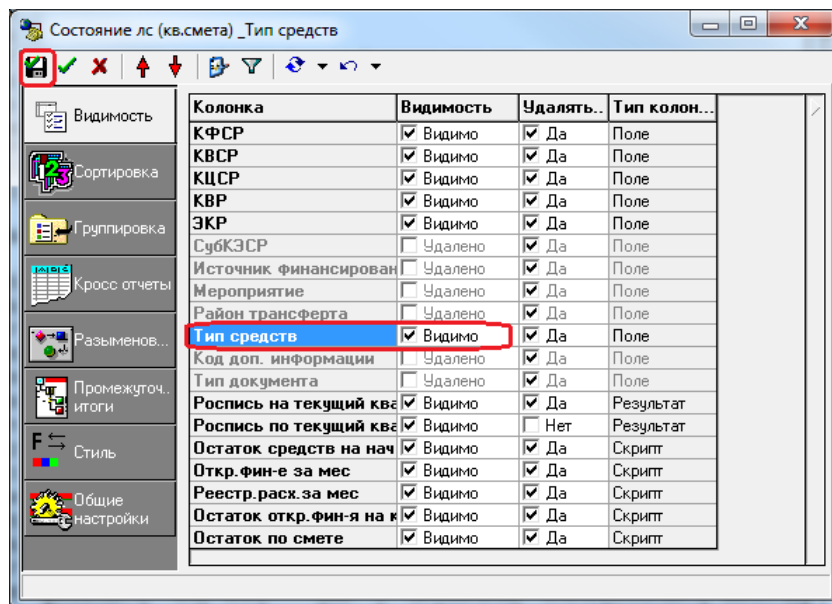 Состояние лс (кв.смета) _Тип средств
Видимость
Сортировка
Группировка
Кросс отчеты
Разыменов...
Промежуточ..
итоги
Стиль
Общие
настройки
Колонка Видимость Удалять.. Тип колон...
КФСР Видимо Да Поле
КВСР Видимо Да Поле
КЦСР Видимо Да Поле
КВР Видимо Да Поле
ЭКР Видимо Да Поле
СубКЭСР Удалено Да Поле
Источник финансирован Удалено Да Поле
Мероприятие Удалено Да Поле
Район трансферта Удалено Да Поле
Тип средств Видимо Да Поле
Код доп. информации Удалено Да Поле
Тип документа Удалено Да Поле
Роспись на текущий ква Видимо Да Результат
Роспись по текущий ква Видимо Нет Результат
Остаток средств на нач Видимо Да Скрипт
Откр.фин-е за мес Видимо Да Скрипт
Реестр.расх.за мес Видимо Да Скрипт
Остаток откр.фин-я на к Видимо Да Скрипт
Остаток по смете Видимо Да Скрипт